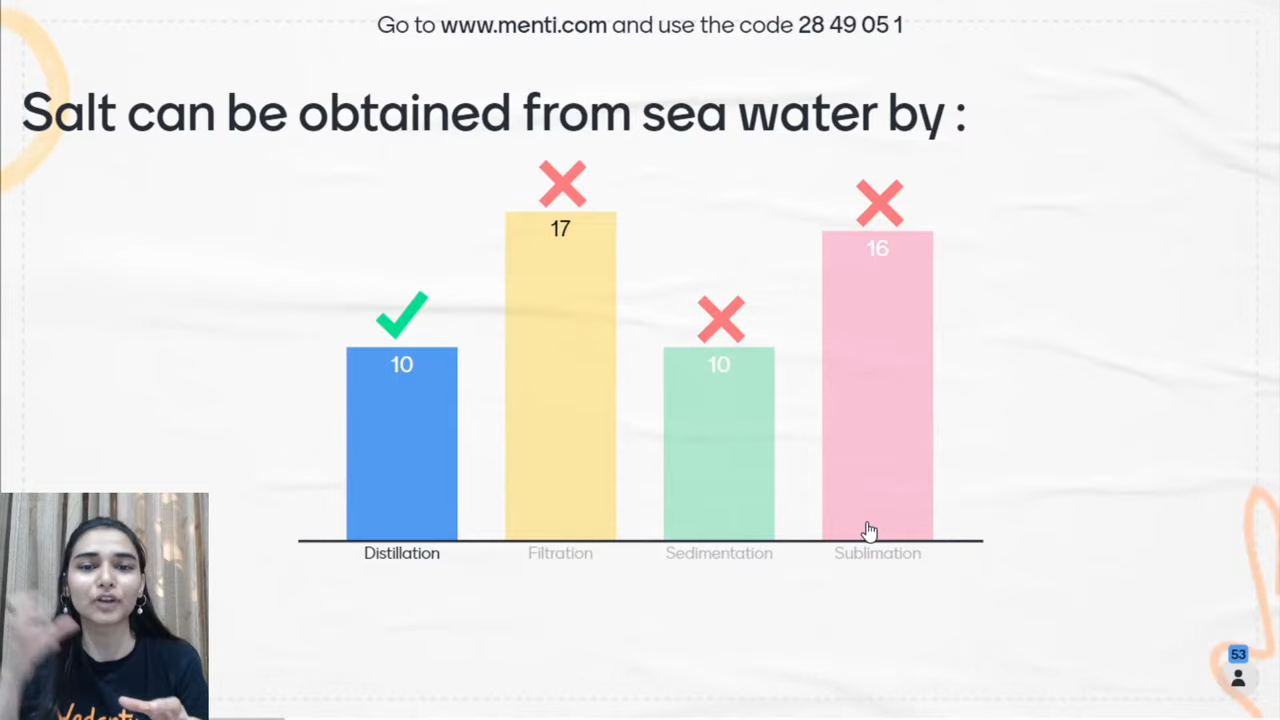 Go to www.menti.com and use the code 28 49 05 1
Salt can be obtained from sea water by :
10
17
10
16
Distillation
Filtration
Sedimentation
Sublimation
53